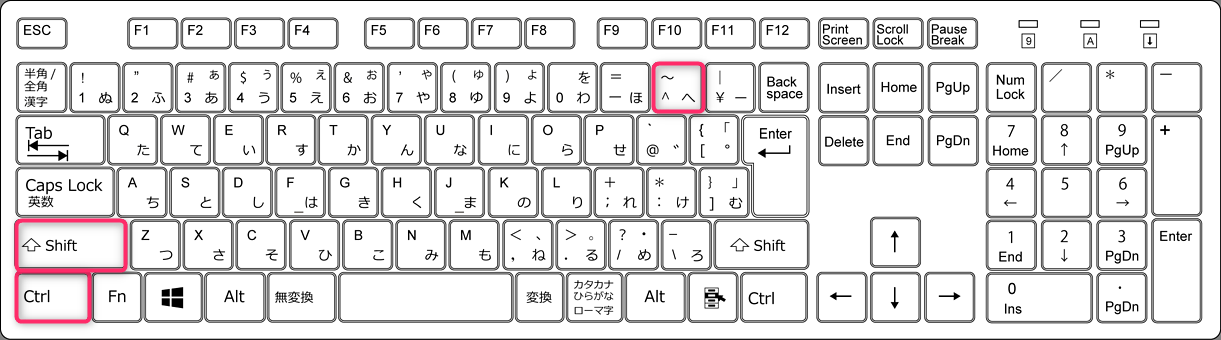 ESC F1 F2 F3 F4 F5 F6 F7 F8 F9 F10 F11 F12 Print Screen Scroll Lock Pause Break 9 A ⬇
半角/全角 漢字 ! 1 ぬ " 2 ふ # ぁ 3 あ $ ぅ 4 う % ぇ 5 え & ぉ 6 お ' ゃ 7 や ( ゅ 8 ゆ ) ょ 9 よ を 0 わ = ー ほ ～ ^ へ | ¥ ー Back space Insert Home PgUp Num Lock ／ * －
Tab Q た W て E い R す T か Y ん U な I に O ら P せ ` @ ゛ { 「 [ ° Enter Delete End PgDn 7 Home 8 ↑ 9 PgUp +
Caps Lock 英数 A ち S と D し F _は G き H く J _ま K の L り + ; れ * : け } 」 ] む 4 ← 5 6 →
⇧ Shift Z つ X さ C そ V ひ B こ N み M も < 、 , ね > 。 . る ? ・ / め _ \ ろ ⇧ Shift ↑ 1 End 2 ↓ 3 PgDn Enter
Ctrl Fn Alt 無変換 変換 カタカナ ひらがな ローマ字 Alt Ctrl ← ↓ → 0 Ins . PgDn